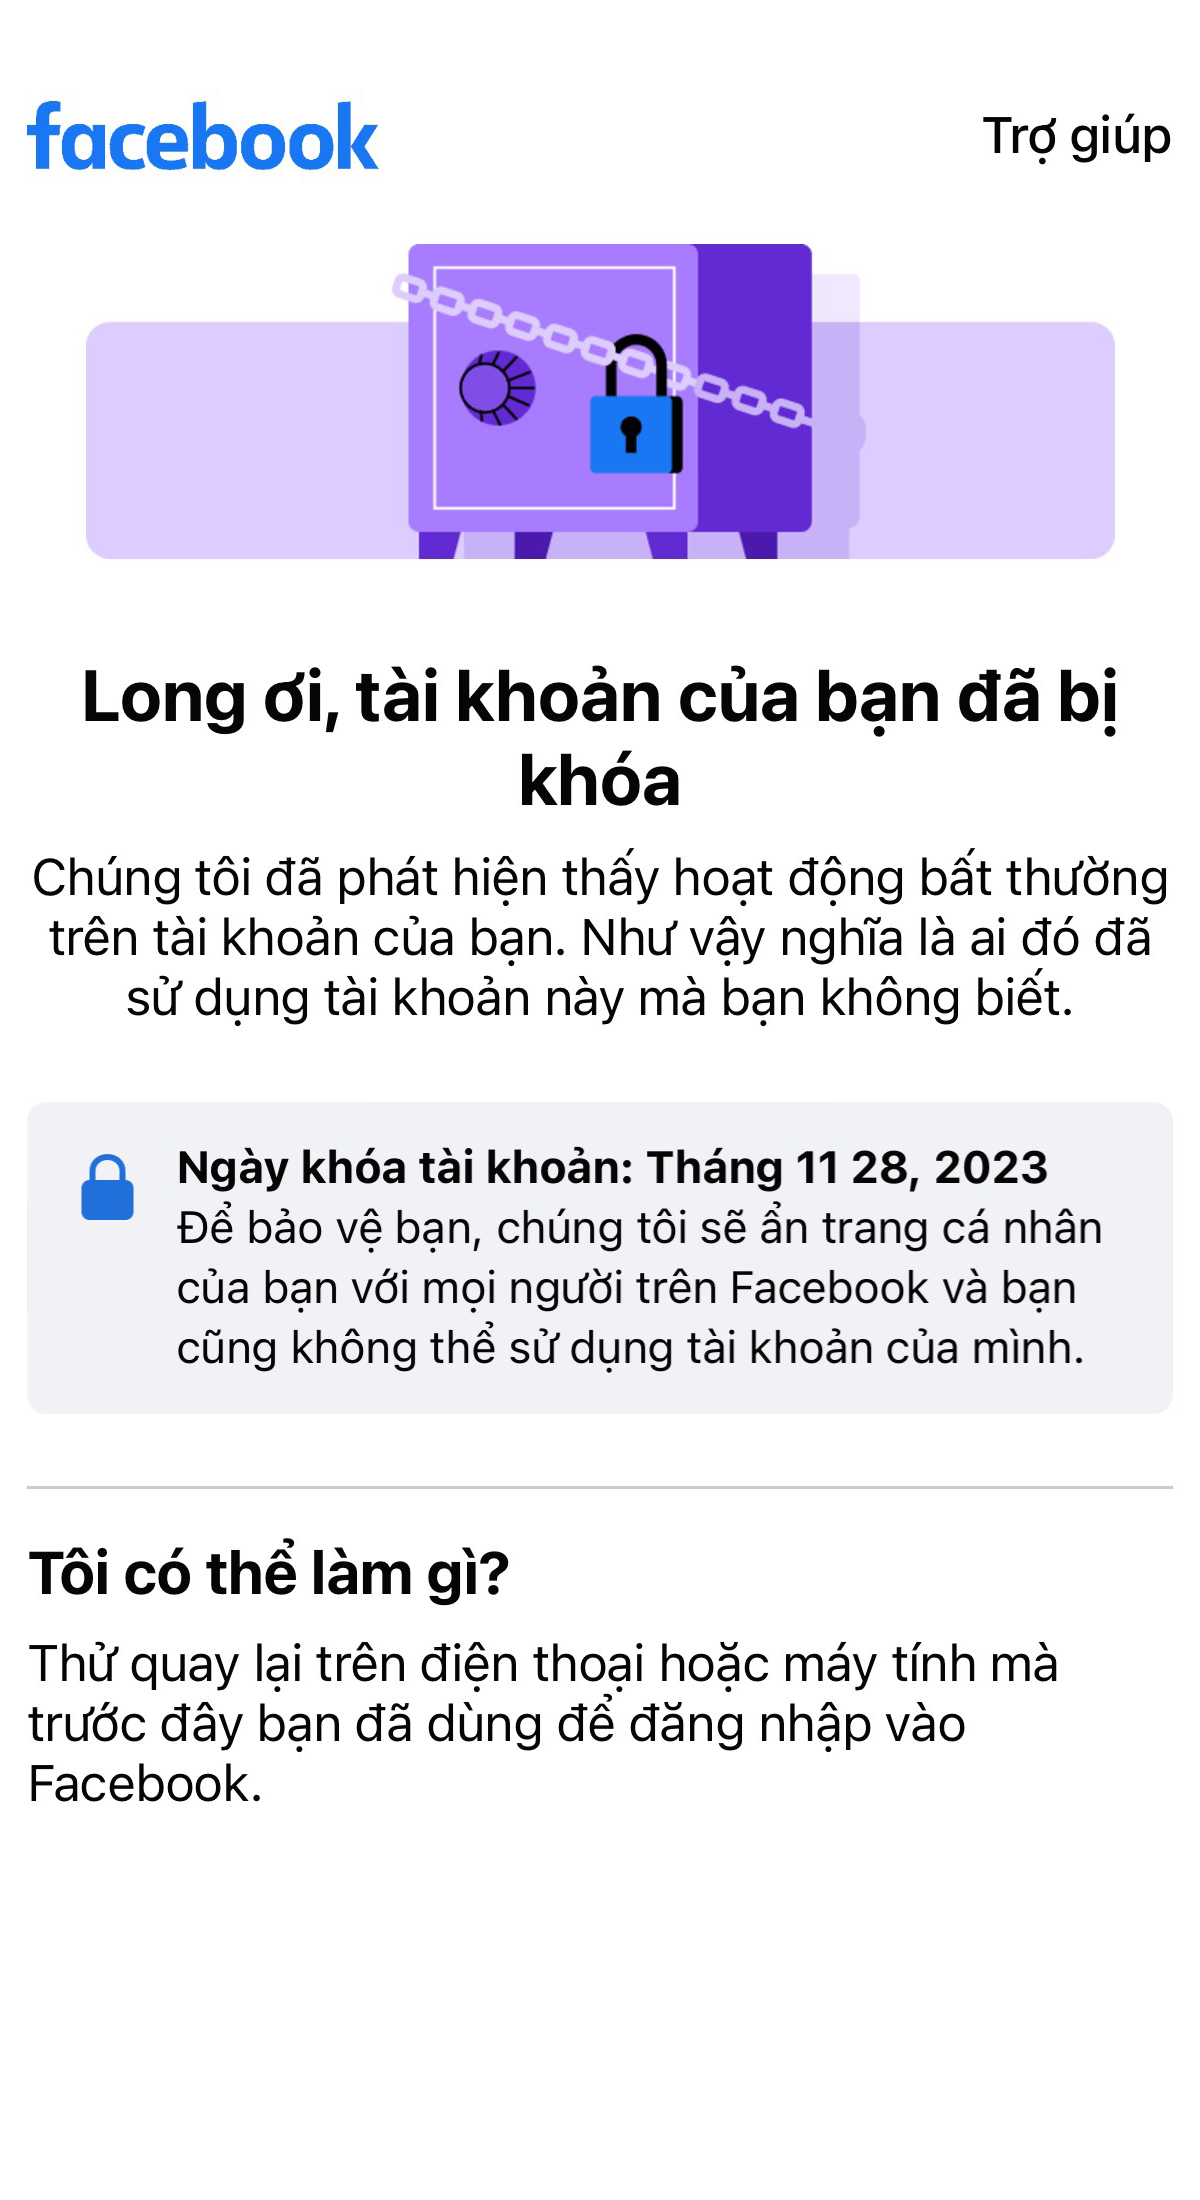 facebook
Trợ giúp
Long ơi, tài khoản của bạn đã bị
khóa
Chúng tôi đã phát hiện thấy hoạt động bất thường
trên tài khoản của bạn. Như vậy nghĩa là ai đó đã
sử dụng tài khoản này mà bạn không biết.
Ngày khóa tài khoản: Tháng 11 28, 2023
Để bảo vệ bạn, chúng tôi sẽ ẩn trang cá nhân
của bạn với mọi người trên Facebook và bạn
cũng không thể sử dụng tài khoản của mình.
Tôi có thể làm gì?
Thử quay lại trên điện thoại hoặc máy tính mà
trước đây bạn đã dùng để đăng nhập vào
Facebook.